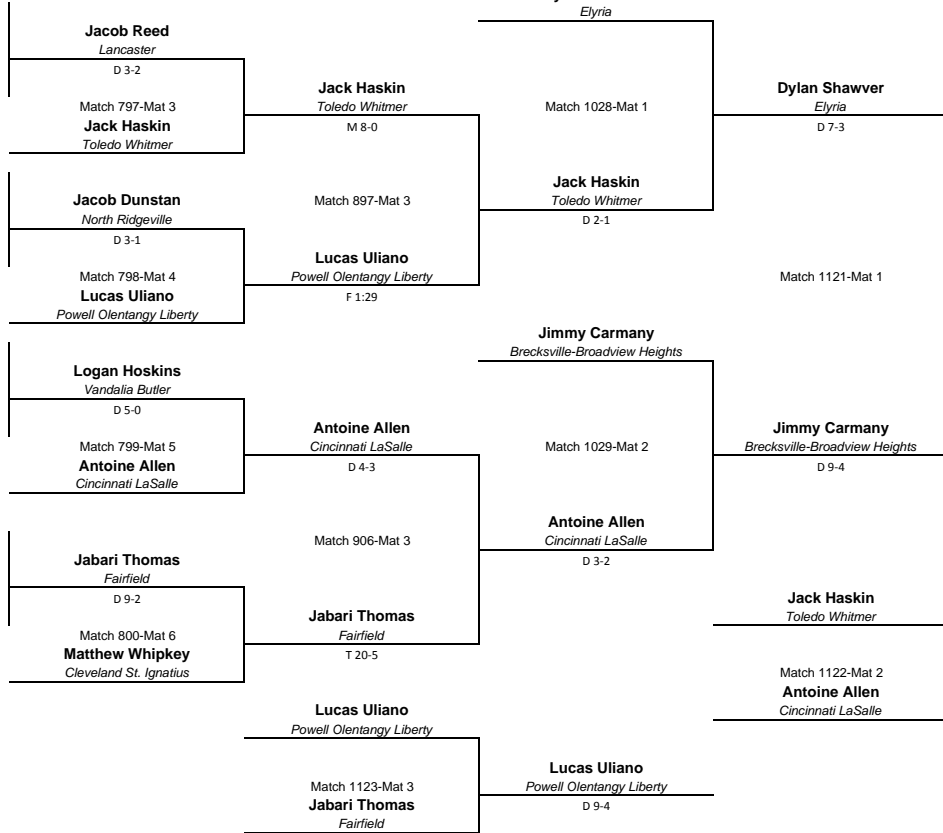 Elyria
Jacob Reed
Lancaster
D 3-2
Match 797-Mat 3
Jack Haskin
Toledo Whitmer
Jack Haskin
Toledo Whitmer
M 8-0
Match 1028-Mat 1
Dylan Shawver
Elyria
D 7-3
Jacob Dunstan
North Ridgeville
D 3-1
Match 798-Mat 4
Lucas Uliano
Powell Olentangy Liberty
Match 897-Mat 3
Lucas Uliano
Powell Olentangy Liberty
F 1:29
Jack Haskin
Toledo Whitmer
D 2-1
Match 1121-Mat 1
Logan Hoskins
Vandalia Butler
D 5-0
Match 799-Mat 5
Antoine Allen
Cincinnati LaSalle
Antoine Allen
Cincinnati LaSalle
D 4-3
Jimmy Carmany
Brecksville-Broadview Heights
Match 1029-Mat 2
Jimmy Carmany
Brecksville-Broadview Heights
D 9-4
Jabari Thomas
Fairfield
D 9-2
Match 800-Mat 6
Matthew Whipkey
Cleveland St. Ignatius
Match 906-Mat 3
Jabari Thomas
Fairfield
T 20-5
Antoine Allen
Cincinnati LaSalle
D 3-2
Jack Haskin
Toledo Whitmer
Match 1122-Mat 2
Antoine Allen
Cincinnati LaSalle
Lucas Uliano
Powell Olentangy Liberty
Match 1123-Mat 3
Jabari Thomas
Fairfield
Lucas Uliano
Powell Olentangy Liberty
D 9-4